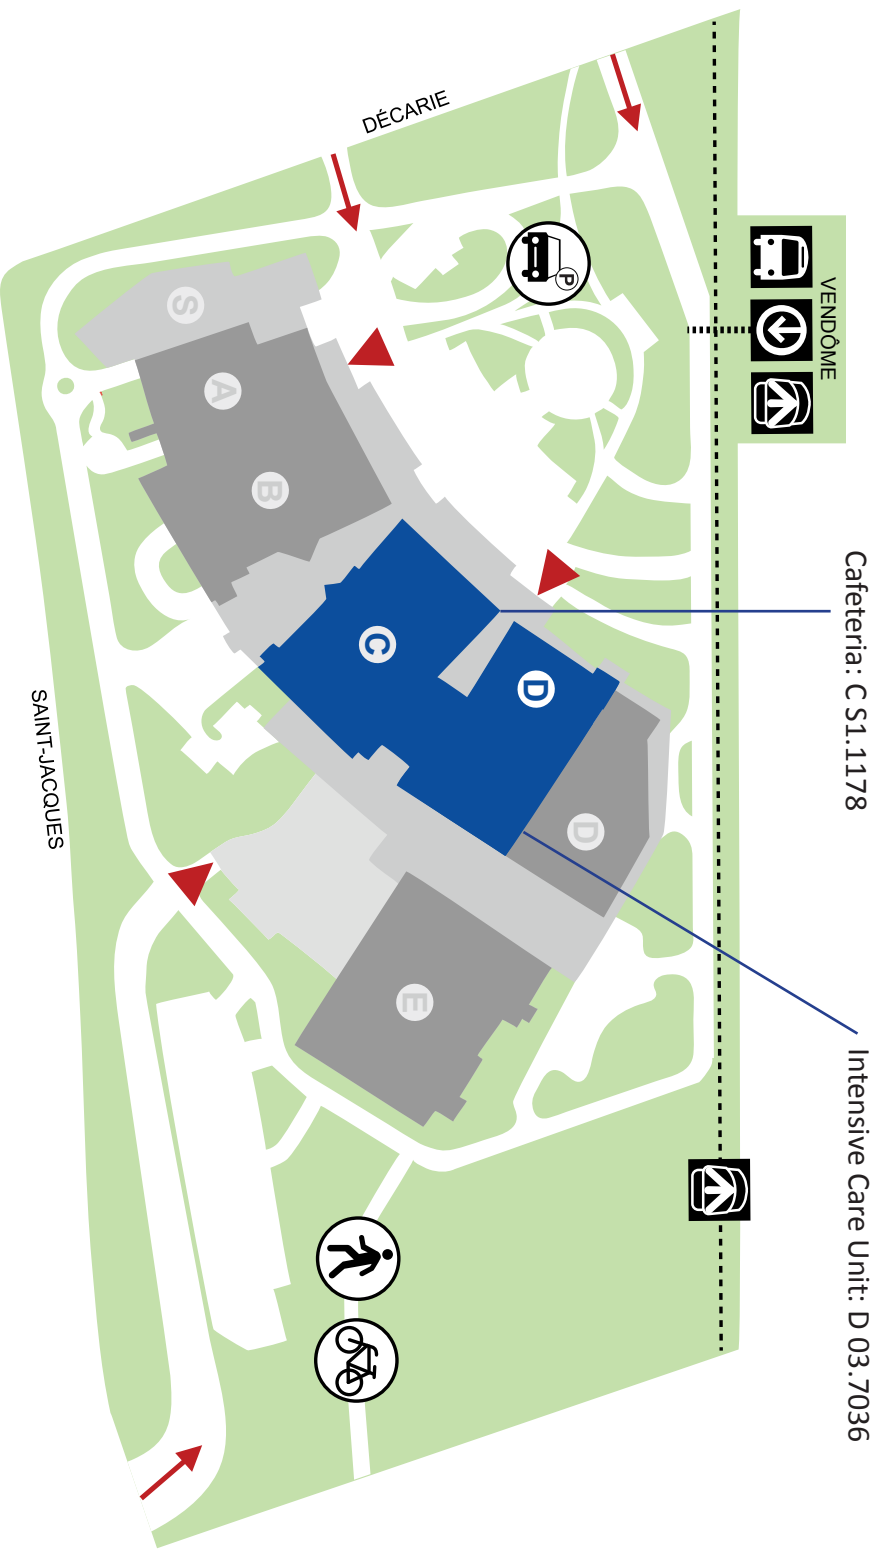 VENDÔME
Cafeteria: C S1.1178
Intensive Care Unit: D 03.7036
DÉCARIE
P
S
A
B
C
D
D
E
SAINT-JACQUES